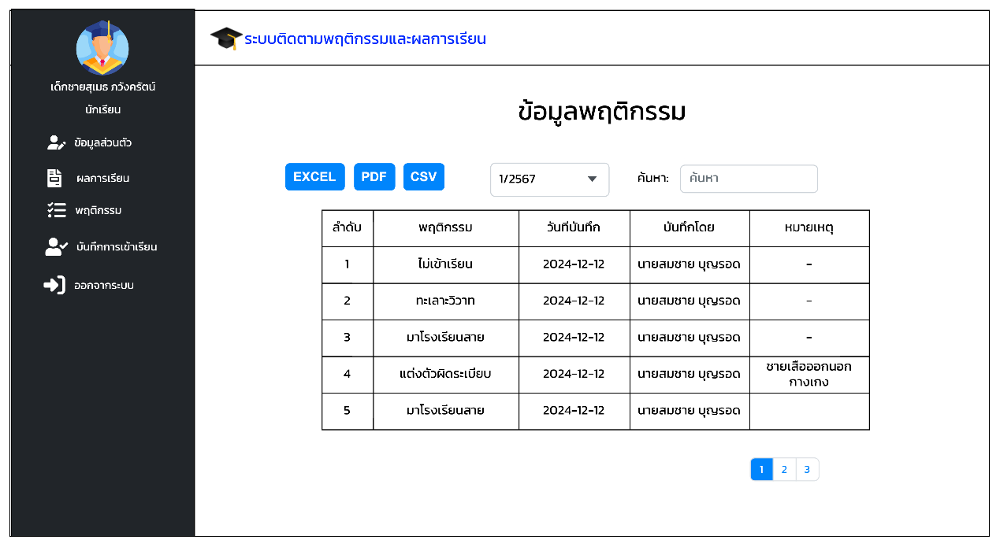 เด็กชายสุเมธ ภวังครัตน์
นักเรียน
ข้อมูลส่วนตัว
ผลการเรียน
พฤติกรรม
บันทึกการเข้าเรียน
ออกจากระบบ
ระบบติดตามพฤติกรรมและผลการเรียน
ข้อมูลพฤติกรรม
EXCEL PDF CSV 1/2567 ค้นหา: ค้นหา
ลำดับ พฤติกรรม วันที่บันทึก บันทึกโดย หมายเหตุ
1 ไม่เข้าเรียน 2024-12-12 นายสมชาย บุญรอด -
2 ทะเลาะวิวาท 2024-12-12 นายสมชาย บุญรอด -
3 มาโรงเรียนสาย 2024-12-12 นายสมชาย บุญรอด -
4 แต่งตัวผิดระเบียบ 2024-12-12 นายสมชาย บุญรอด ชายเสือออกนอก
กางเกง
5 มาโรงเรียนสาย 2024-12-12 นายสมชาย บุญรอด
1 2 3